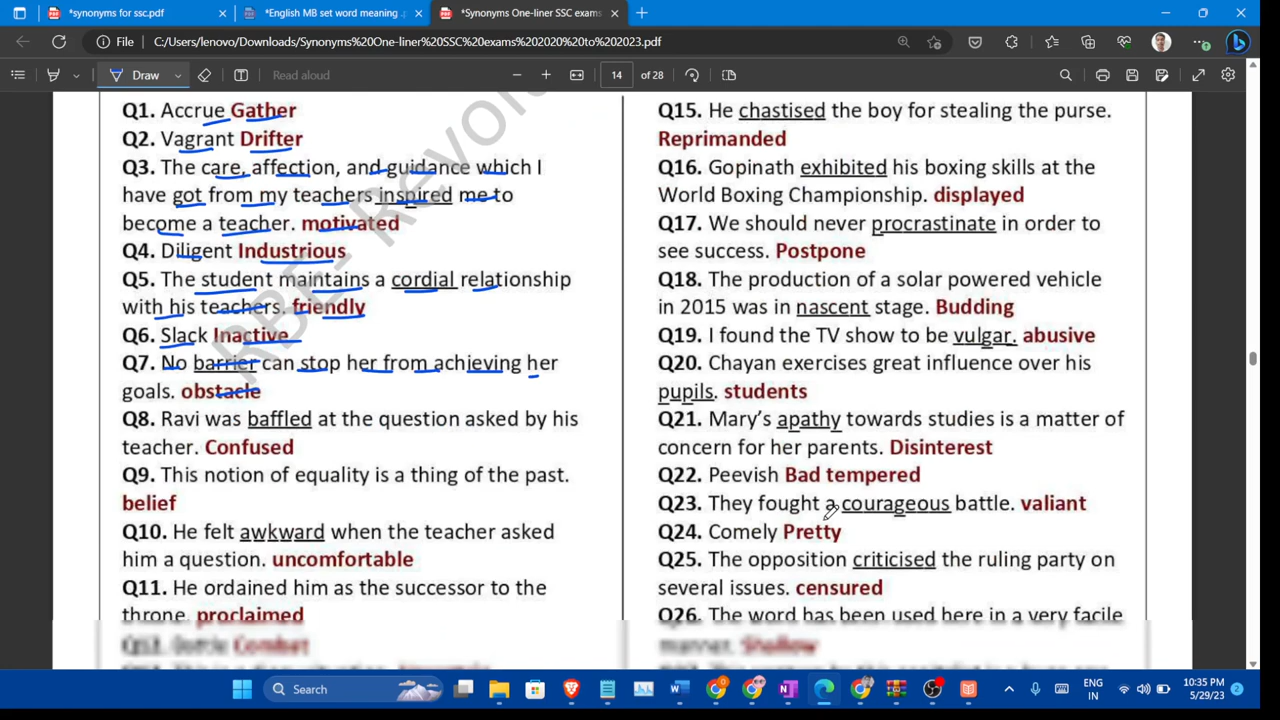 *synonyms for ssc.pdf
*English MB set word meaning .p
*Synonyms One-liner SSC exams
File
C:/Users/lenovo/Downloads/Synonyms%20One-liner%20SSC%20exams%202020%20to%202023.pdf
Draw
Read aloud
14 of 28
Q1. Accrue Gather
Q2. Vagrant Drifter
Q3. The care, affection, and guidance which I
have got from my teachers inspired me to
become a teacher. motivated
Q4. Diligent Industrious
Q5. The student maintains a cordial relationship
with his teachers. friendly
Q6. Slack Inactive
Q7. No barrier can stop her from achieving her
goals. obstacle
Q8. Ravi was baffled at the question asked by his
teacher. Confused
Q9. This notion of equality is a thing of the past.
belief
Q10. He felt awkward when the teacher asked
him a question. uncomfortable
Q11. He ordained him as the successor to the
throne. proclaimed
Battle Combat
Q15. He chastised the boy for stealing the purse.
Reprimanded
Q16. Gopinath exhibited his boxing skills at the
World Boxing Championship. displayed
Q17. We should never procrastinate in order to
see success. Postpone
Q18. The production of a solar powered vehicle
in 2015 was in nascent stage. Budding
Q19. I found the TV show to be vulgar. abusive
Q20. Chayan exercises great influence over his
pupils. students
Q21. Mary's apathy towards studies is a matter of
concern for her parents. Disinterest
Q22. Peevish Bad tempered
Q23. They fought a courageous battle. valiant
Q24. Comely Pretty
Q25. The opposition criticised the ruling party on
several issues. censured
Q26. The word has been used here in a very facile
manner. Shallow
RBE- Revol
Search
ENG
IN
10:35 PM
5/29/23